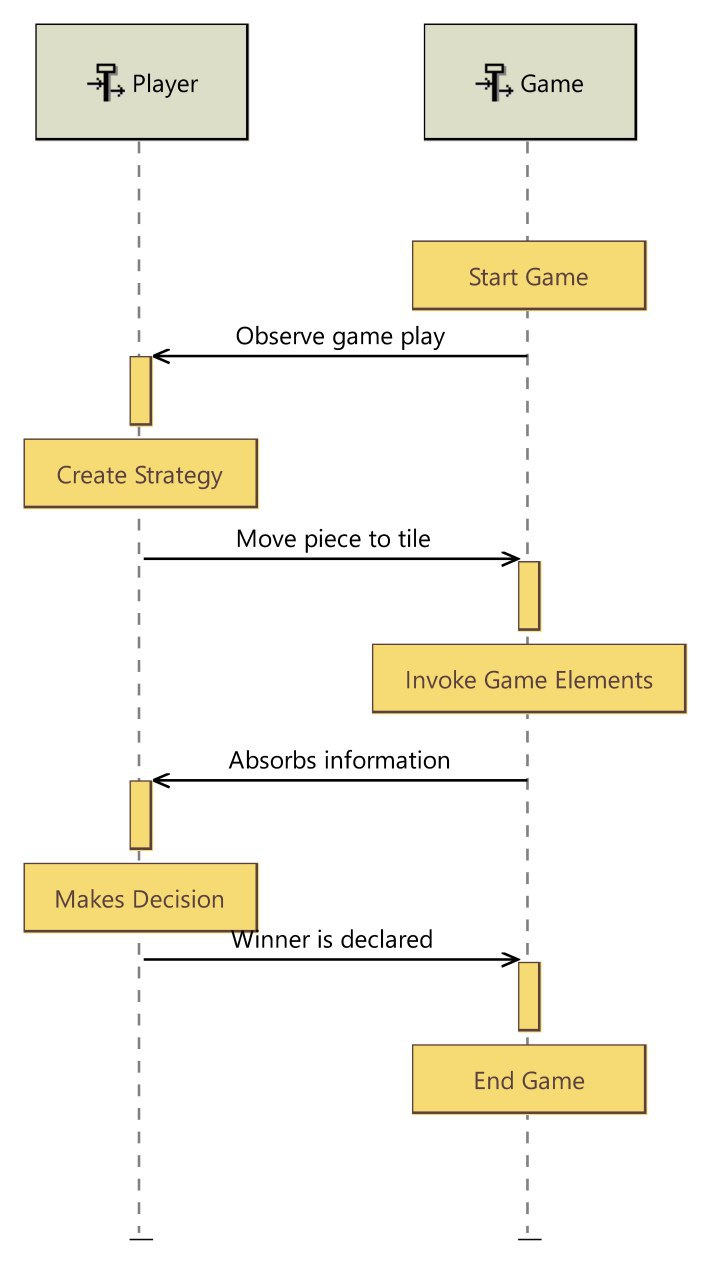 Player
Game
Start Game
Observe game play
Create Strategy
Move piece to tile
Invoke Game Elements
Absorbs information
Makes Decision
Winner is declared
End Game